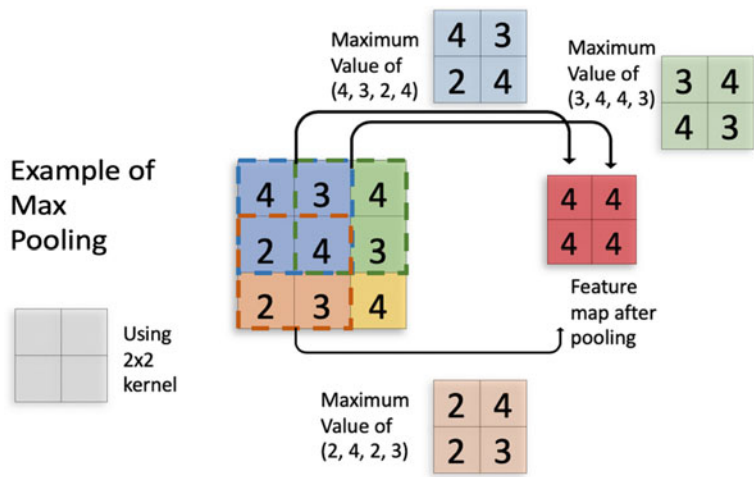 Maximum
Value of
(4, 3, 2, 4)
4 3
2 4
Maximum
Value of
(3, 4, 4, 3)
3 4
4 3
Example of
Max
Pooling
4 3 4
2 4 3
2 3 4
4 4
4 4
Feature
map after
pooling
Using
2x2
kernel
Maximum
Value of
(2, 4, 2, 3)
2 4
2 3